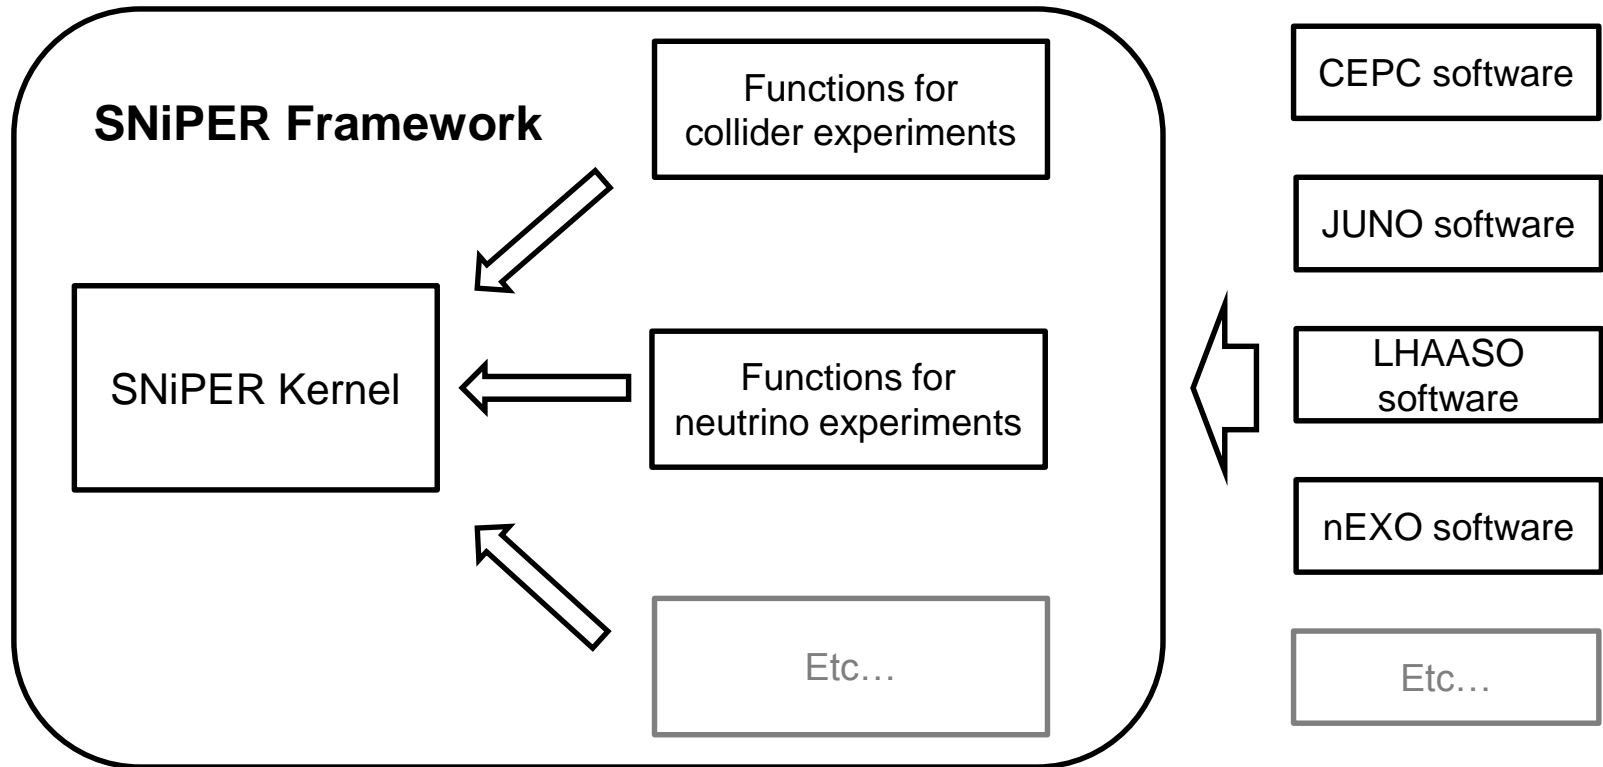 SNiPER Framework
Functions for
collider experiments
SNiPER Kernel
Functions for
neutrino experiments
Etc…
CEPC software
JUNO software
LHAASO
software
nEXO software
Etc…